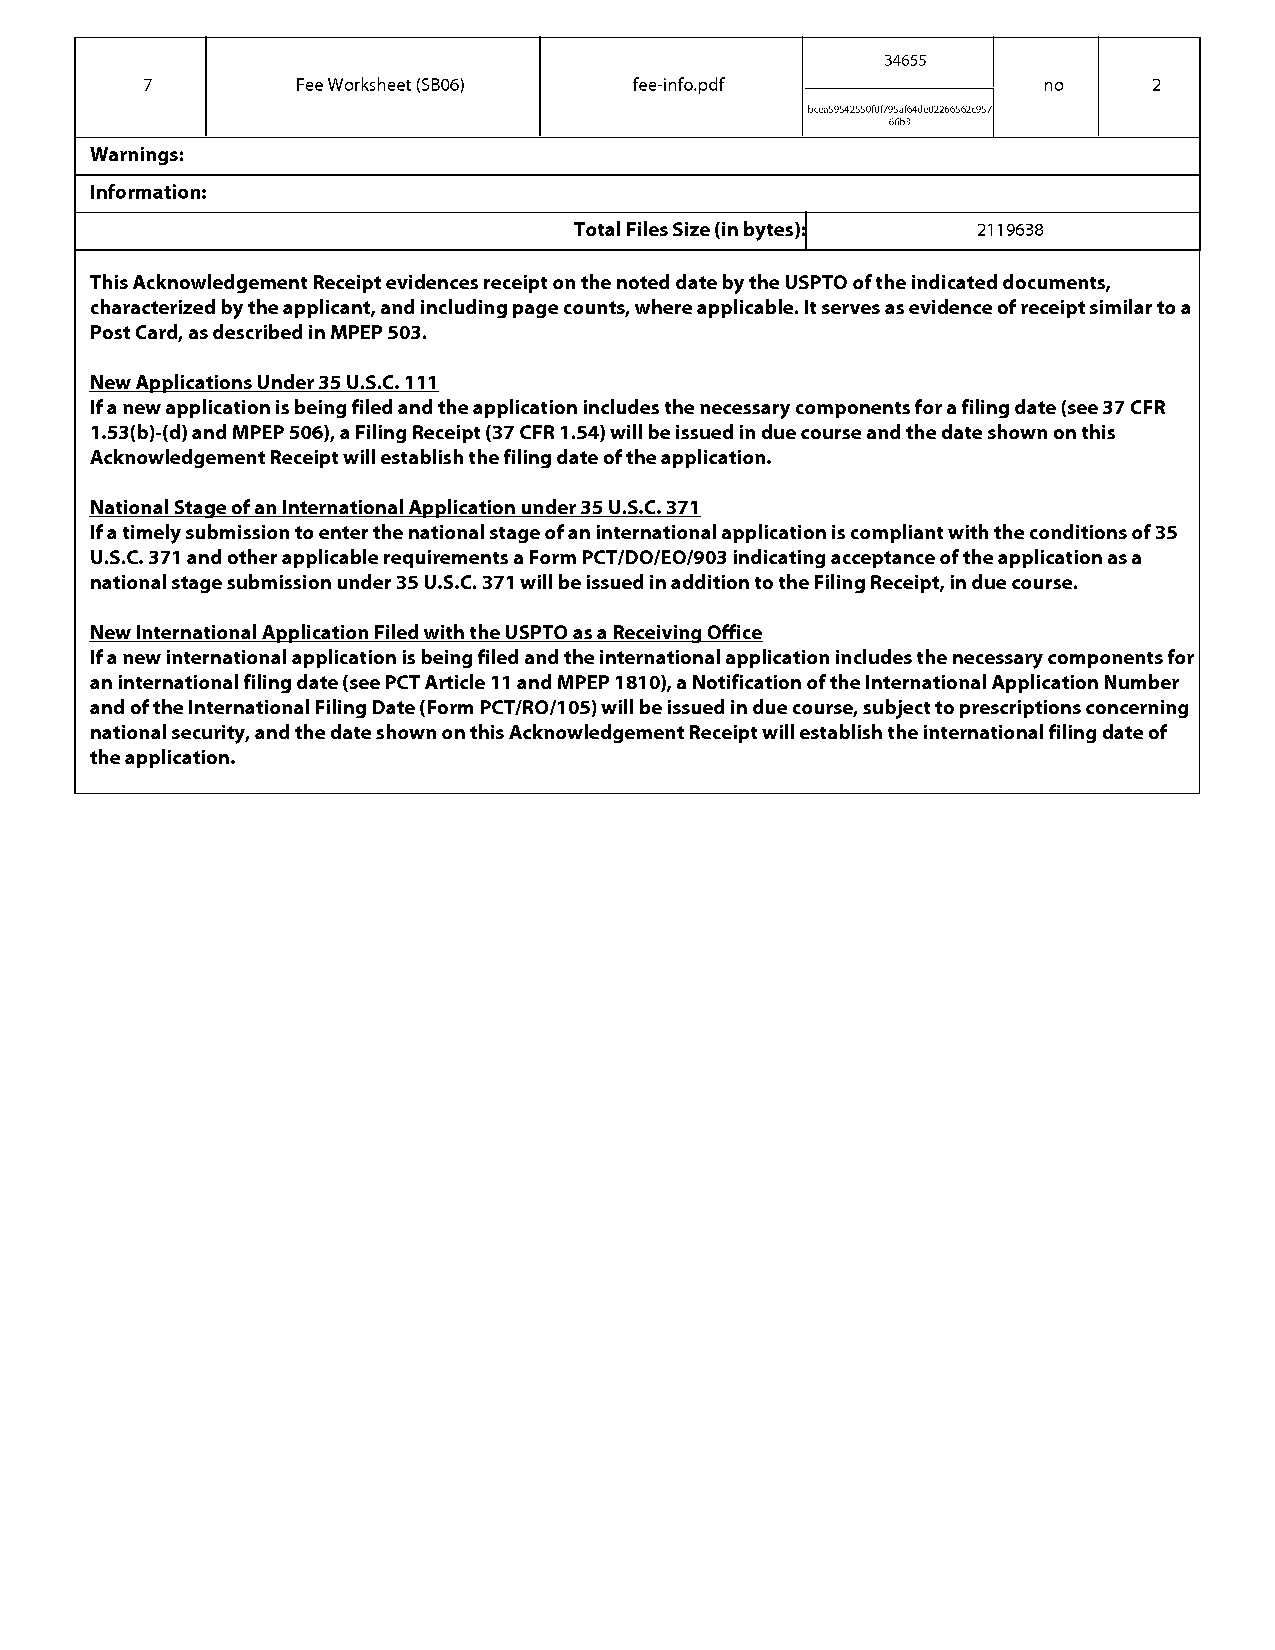 34655
7 Fee Worksheet (SB06) fee-info.pdf no 2
Warnings:
Information:
Total Files Size (in bytes): 2119638
This Acknowledgement Receipt evidences receipt on the noted date by the USPTO of the indicated documents,
characterized by the applicant, and including page counts, where applicable. It serves as evidence of receipt similar to a
Post Card, as described in MPEP 503.
New Applications Under 35 U.S.C. 111
If a new application is being filed and the application includes the necessary components for a filing date (see 37 CFR
1.53(b)-(d) and MPEP 506), a Filing Receipt (37 CFR 1.54) will be issued in due course and the date shown on this
Acknowledgement Receipt will establish the filing date of the application.
National Stage of an International Application under 35 U.S.C. 371
If a timely submission to enter the national stage of an international application is compliant with the conditions of 35
U.S.C. 371 and other applicable requirements a Form PCT/DO/EO/903 indicating acceptance of the application as a
national stage submission under 35 U.S.C. 371 will be issued in addition to the Filing Receipt, in due course.
New International Application Filed with the USPTO as a Receiving Office
If a new international application is being filed and the international application includes the necessary components for
an international filing date (see PCT Article 11 and MPEP 1810), a Notification of the International Application Number
and of the International Filing Date (Form PCT/RO/105) will be issued in due course, subject to prescriptions concerning
national security, and the date shown on this Acknowledgement Receipt will establish the international filing date of
the application.